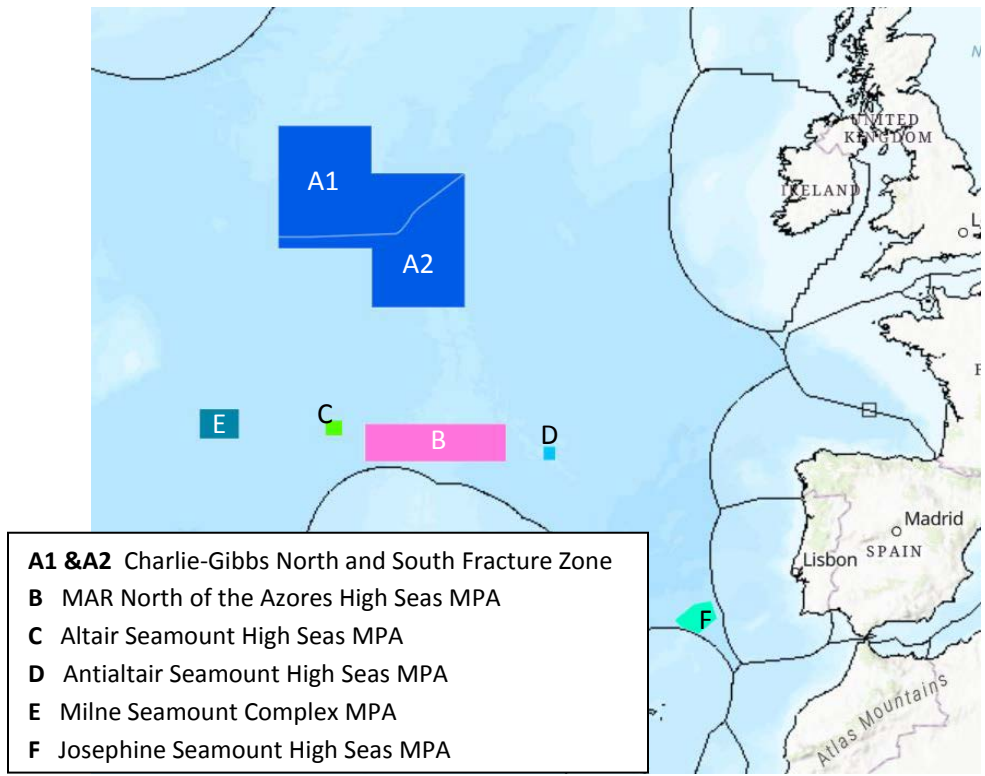 N
UNITED
KINGDOM
A1
IRELAND
L
A2
F
E
C
B
D
Madrid
SPAIN
Lisbon
F
Atlas Mountains
A1 &A2 Charlie-Gibbs North and South Fracture Zone
B MAR North of the Azores High Seas MPA
C Altair Seamount High Seas MPA
D Antialtair Seamount High Seas MPA
E Milne Seamount Complex MPA
F Josephine Seamount High Seas MPA